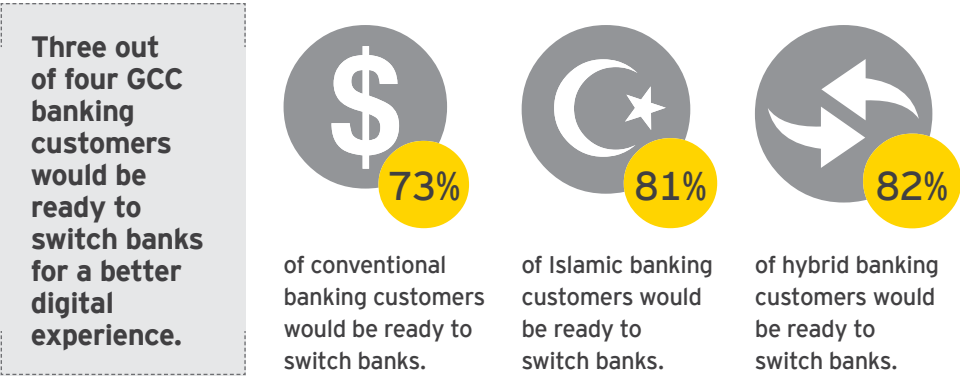 Three out
of four GCC
banking
customers
would be
ready to
switch banks
for a better
digital
experience.
$
73%
of conventional
banking customers
would be ready to
switch banks.
81%
of Islamic banking
customers would
be ready to
switch banks.
82%
of hybrid banking
customers would
be ready to
switch banks.